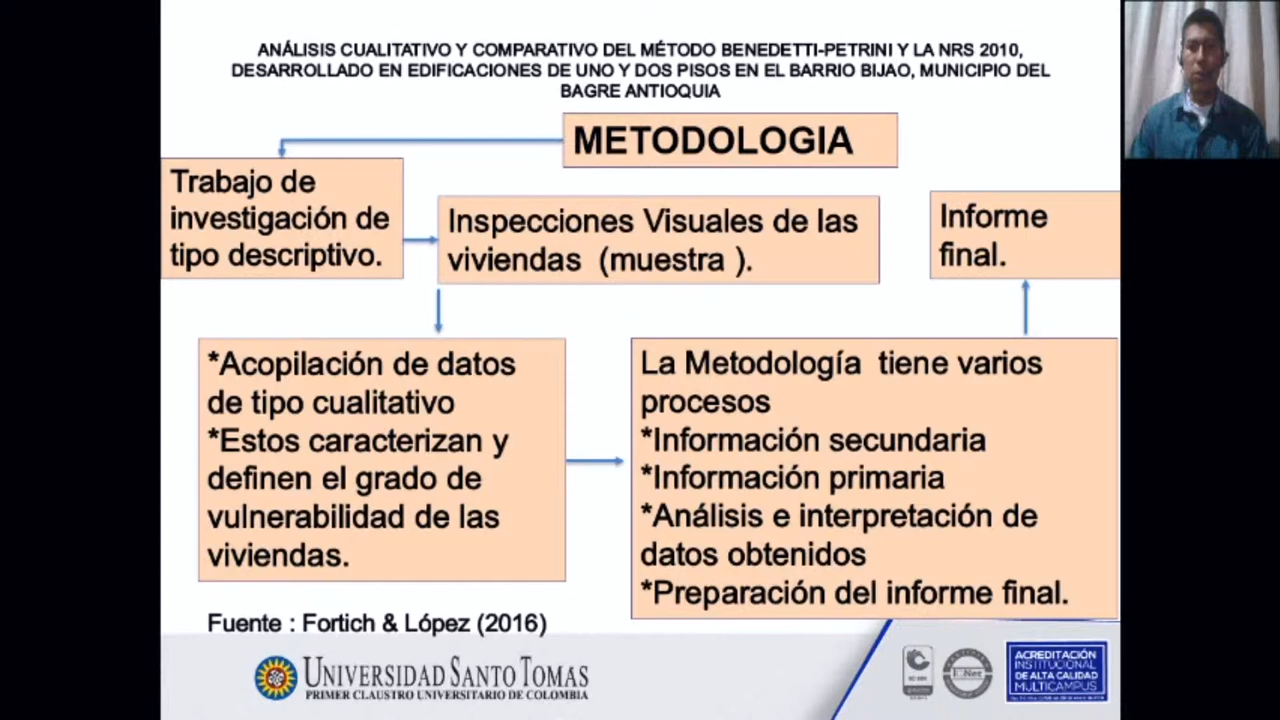 ANÁLISIS CUALITATIVO Y COMPARATIVO DEL MÉTODO BENEDETTI-PETRINI Y LA NRS 2010,
DESARROLLADO EN EDIFICACIONES DE UNO Y DOS PISOS EN EL BARRIO BIJAO, MUNICIPIO DEL
BAGRE ANTIOQUIA
METODOLOGIA
Trabajo de
investigación de
tipo descriptivo.
Inspecciones Visuales de las
viviendas (muestra ).
*Acopilación de datos
de tipo cualitativo
*Estos caracterizan y
definen el grado de
vulnerabilidad de las
viviendas.
La Metodología tiene varios
procesos
*Información secundaria
*Información primaria
*Análisis e interpretación de
datos obtenidos
*Preparación del informe final.
Informe
final.
Fuente : Fortich & López (2016)
UNIVERSIDAD SANTO TOMAS
PRIMER CLAUSTRO UNIVERSITARIO DE COLOMBIA
ACREDITACIÓN
INSTITUCIONAL
DE ALTA CALIDAD
MULTICAMPUS